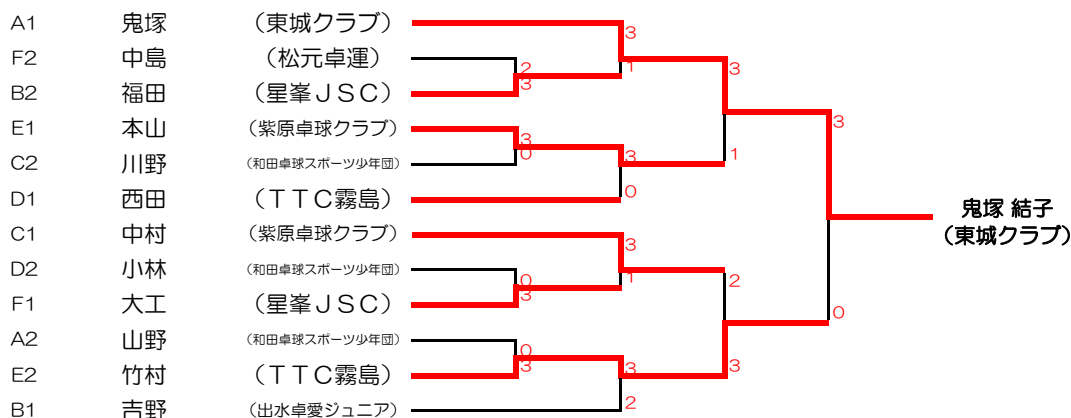 A1 鬼塚 （東城クラブ）
3
F2 中島 （松元卓運）
2 1 3
B2 福田 （星峯ＪＳＣ）
3
E1 本山 （紫原卓球クラブ）
3 3
C2 川野 （和田卓球スポーツ少年団）
0 3 1
D1 西田 （ＴＴＣ霧島）
0
鬼塚 結子
（東城クラブ）
C1 中村 （紫原卓球クラブ）
3
D2 小林 （和田卓球スポーツ少年団）
0 1 2
F1 大工 （星峯ＪＳＣ）
3 0
A2 山野 （和田卓球スポーツ少年団）
0
E2 竹村 （ＴＴＣ霧島）
3 3 3
B1 吉野 （出水卓愛ジュニア）
2